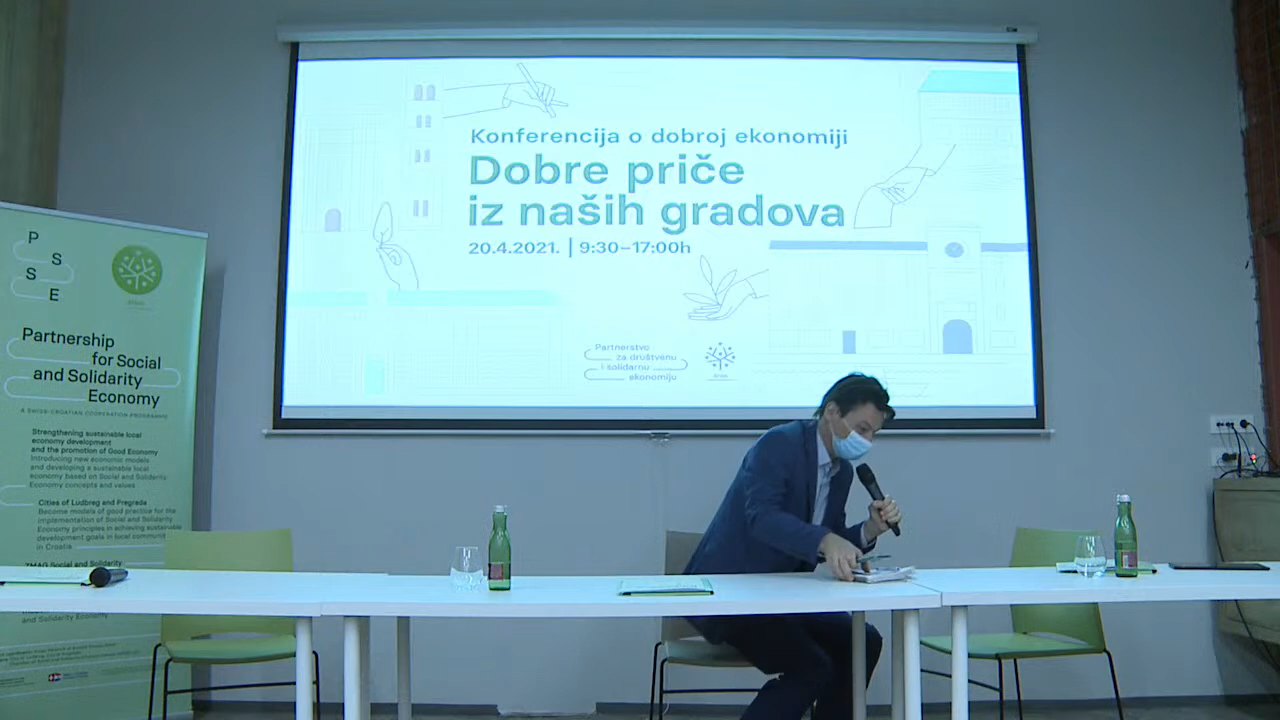 Konferencija o dobroj ekonomiji
Dobre priče
iz naših gradova
20.4.2021. | 9:30–17:00h
Partnerstvo
za društvenu
i solidarnu
ekonomiju
P
S
S
E
Partnership
for Social
and Solidarity
Economy
A SWISS-CROATIAN COOPERATION PROGRAMME
Strengthening sustainable local
economy development
and the promotion of Good Economy
Introducing new economic models
and developing a sustainable local
economy based on Social and Solidarity
Economy concepts and values
Cities of Ludbreg and Pregrada
Become models of good practice for the
implementation of Social and Solidarity
Economy principles in achieving sustainable
development goals in local
in Croatia
ZMAG Social and Solidarity
and Solidarity Economy